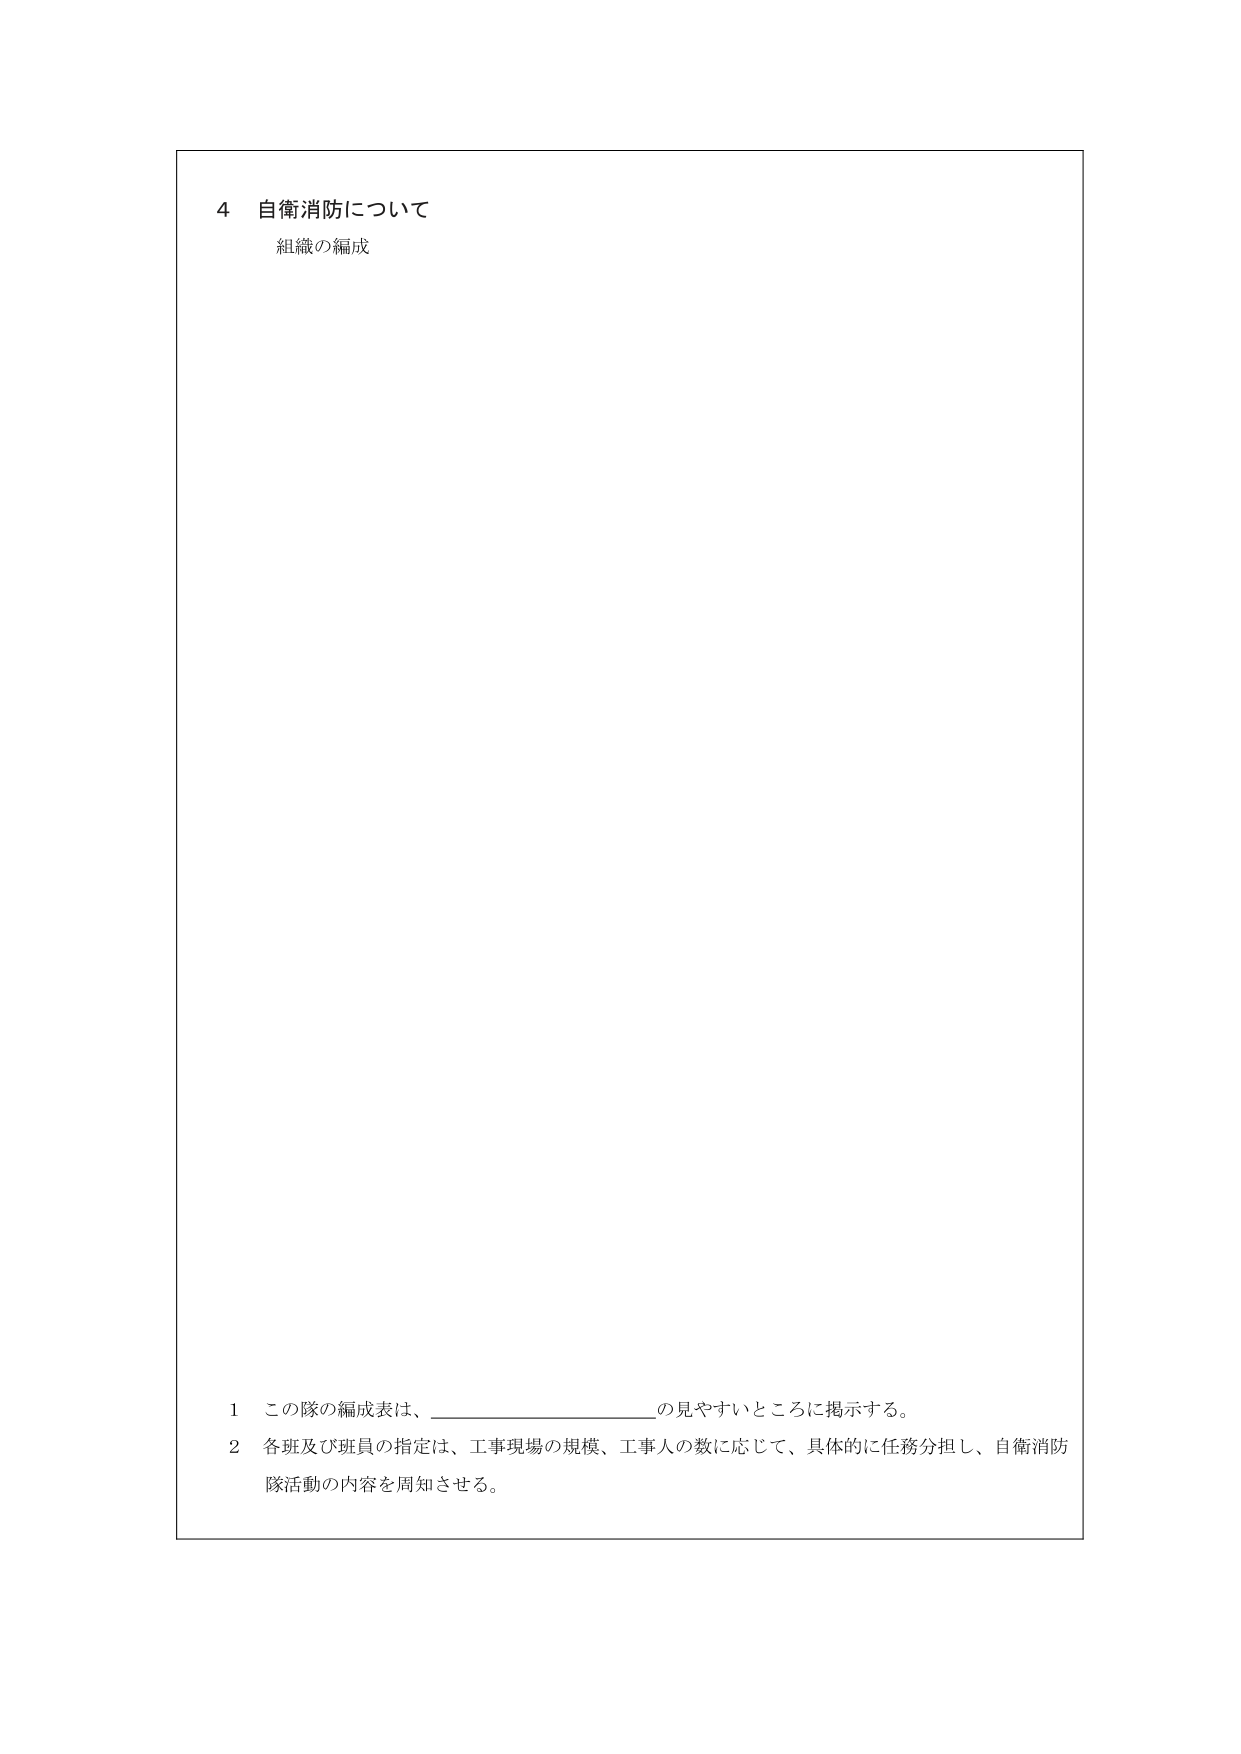 ４　自衛消防について
組織の編成
１　この隊の編成表は、＿＿＿＿＿＿＿＿＿＿＿＿の見やすいところに掲示する。
２　各班及び班員の指定は、工事現場の規模、工事人の数に応じて、具体的に任務分担し、自衛消防
隊活動の内容を周知させる。